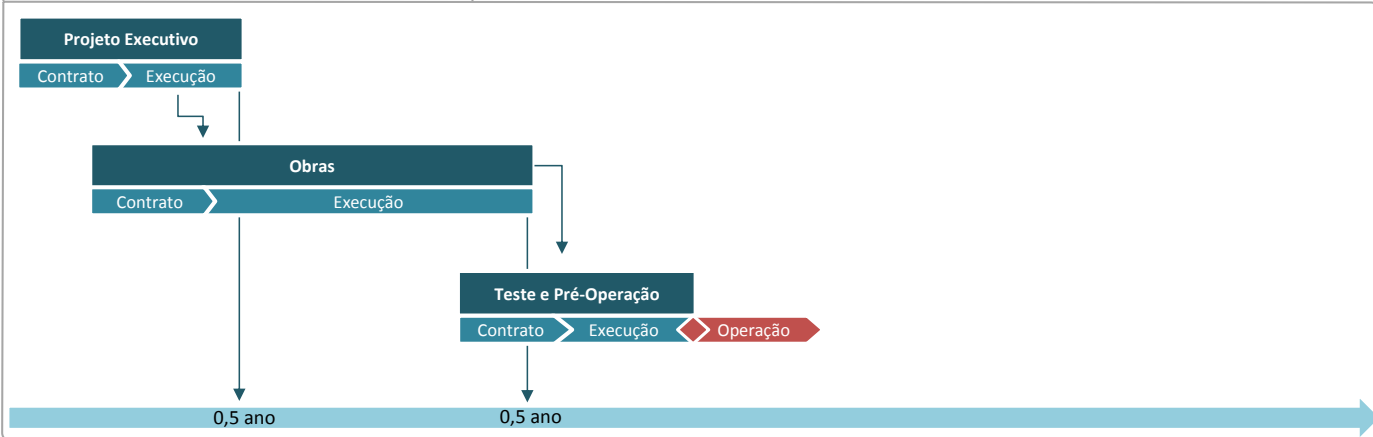 Projeto Executivo
Contrato Execução
Obras
Contrato Execução
Teste e Pré-Operação
Contrato Execução Operação
0,5 ano 0,5 ano